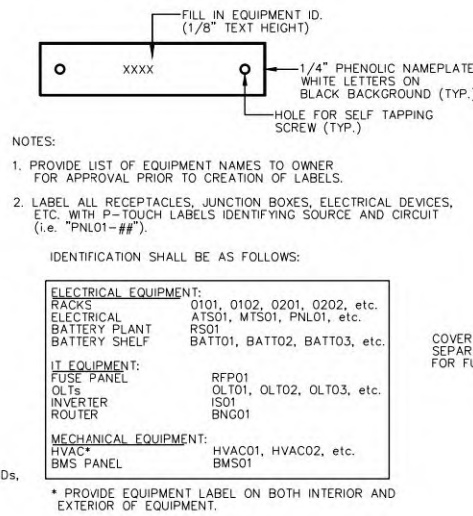 FILL IN EQUIPMENT ID.
(1/8" TEXT HEIGHT)
XXXX
1/4" PHENOLIC NAMEPLATE
WHITE LETTERS ON
BLACK BACKGROUND (TYP.)
HOLE FOR SELF TAPPING
SCREW (TYP.)
NOTES:
1. PROVIDE LIST OF EQUIPMENT NAMES TO OWNER
FOR APPROVAL PRIOR TO CREATION OF LABELS.
2. LABEL ALL RECEPTACLES, JUNCTION BOXES, ELECTRICAL DEVICES,
ETC. WITH P-TOUCH LABELS IDENTIFYING SOURCE AND CIRCUIT
(i.e. "PNL01-##").
IDENTIFICATION SHALL BE AS FOLLOWS:
ELECTRICAL EQUIPMENT:
RACKS 0101, 0102, 0201, 0202, etc.
ELECTRICAL ATS01, MTS01, PNL01, etc.
BATTERY PLANT RS01
BATTERY SHELF BATT01, BATT02, BATT03, etc.
IT EQUIPMENT:
FUSE PANEL RFP01
OLTs OLT01, OLT02, OLT03, etc.
INVERTER IS01
ROUTER BNG01
MECHANICAL EQUIPMENT:
HVAC* HVAC01, HVAC02, etc.
BMS PANEL BMS01
* PROVIDE EQUIPMENT LABEL ON BOTH INTERIOR AND
EXTERIOR OF EQUIPMENT.
COVER
SEPAR
FOR FU
Ds,